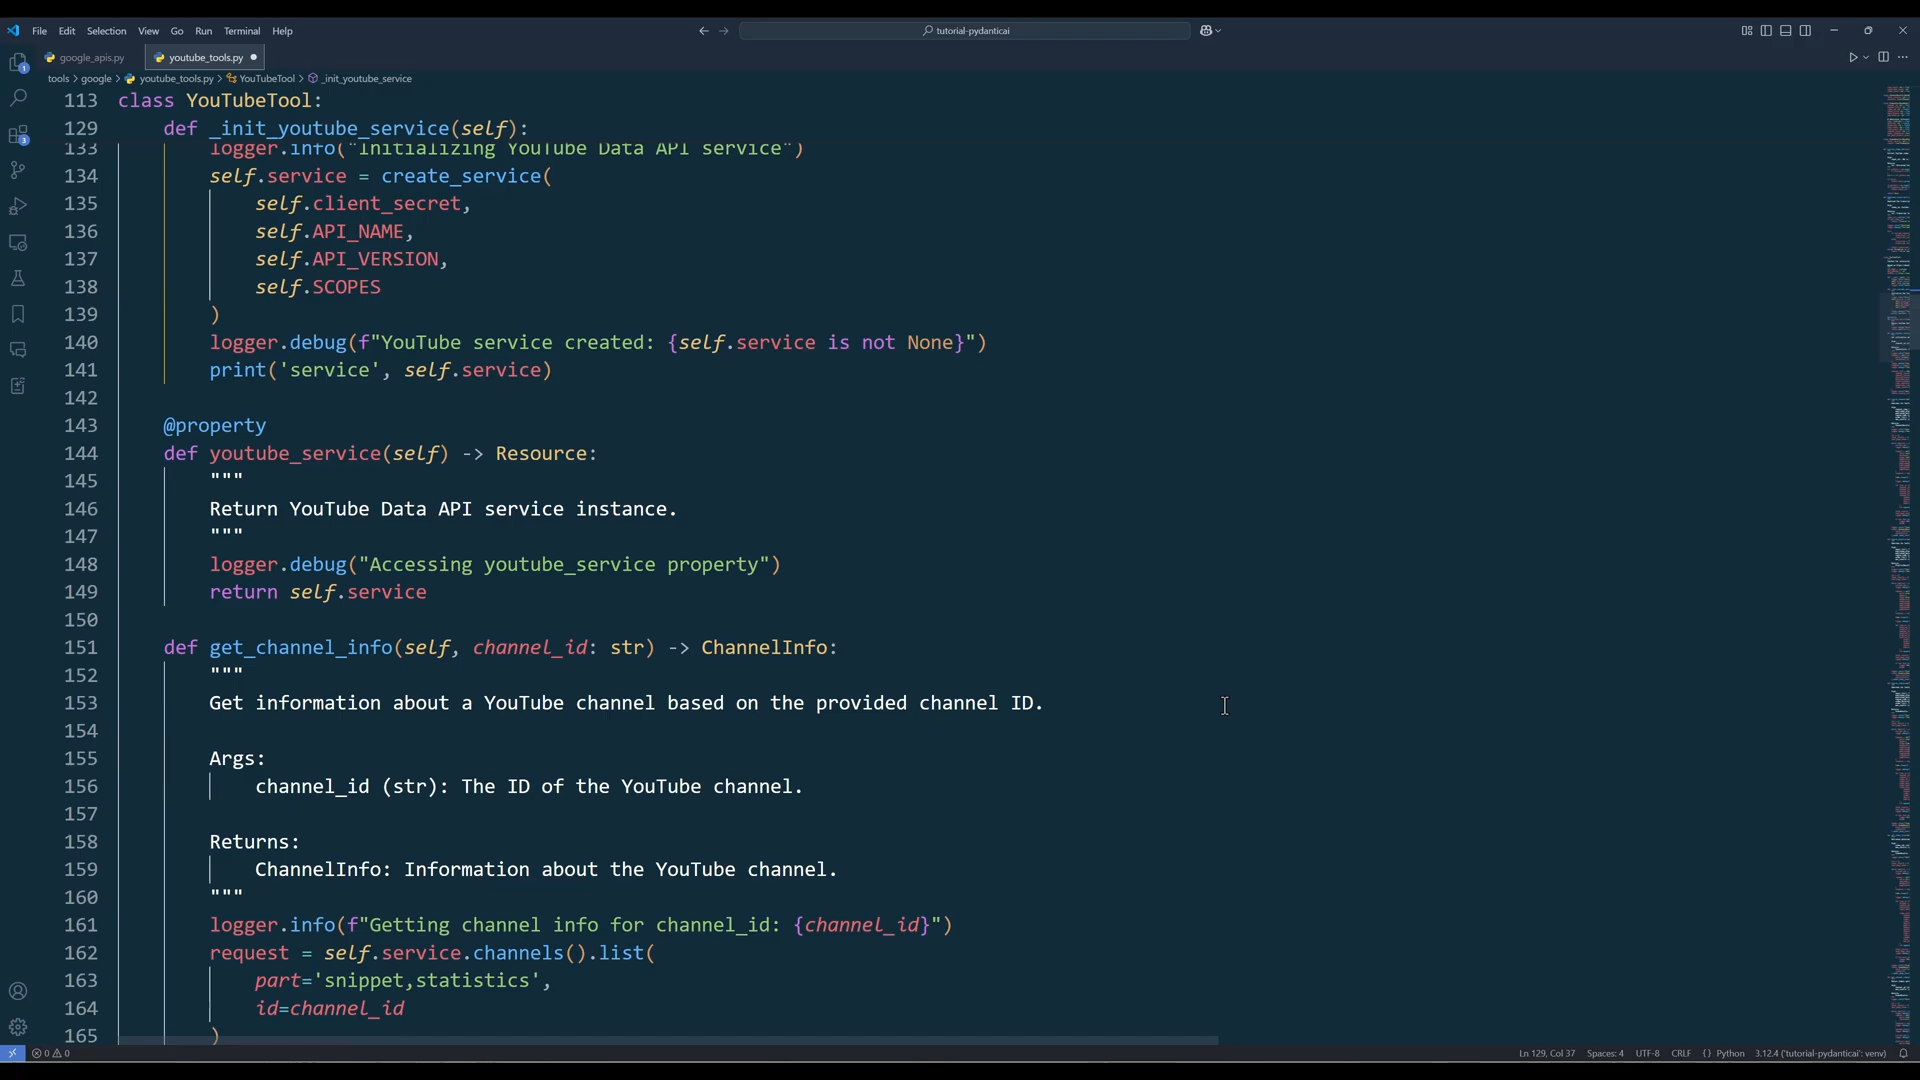 File Edit Selection View Go Run Terminal Help
tutorial-pydanticai
google_apis.py
youtube_tools.py
tools > google > youtube_tools.py > YouTubeTool > _init_youtube_service
113 class YouTubeTool:
129 def _init_youtube_service(self):
133 logger.info("Initializing YouTube Data API service")
134 self.service = create_service(
135 self.client_secret,
136 self.API_NAME,
137 self.API_VERSION,
138 self.SCOPES
139 )
140 logger.debug(f"YouTube service created: {self.service is not None}")
141 print('service', self.service)
142
143 @property
144 def youtube_service(self) -> Resource:
145 """
146 Return YouTube Data API service instance.
147 """
148 logger.debug("Accessing youtube_service property")
149 return self.service
150
151 def get_channel_info(self, channel_id: str) -> ChannelInfo:
152 """
153 Get information about a YouTube channel based on the provided channel ID.
154
155 Args:
156 channel_id (str): The ID of the YouTube channel.
157
158 Returns:
159 ChannelInfo: Information about the YouTube channel.
160 """
161 logger.info(f"Getting channel info for channel_id: {channel_id}")
162 request = self.service.channels().list(
163 part='snippet,statistics',
164 id=channel_id
165 )
0 0
Ln 129, Col 37 Spaces: 4 UTF-8 CRLF {} Python 3.12.4 ('tutorial-pydanticai': venv)